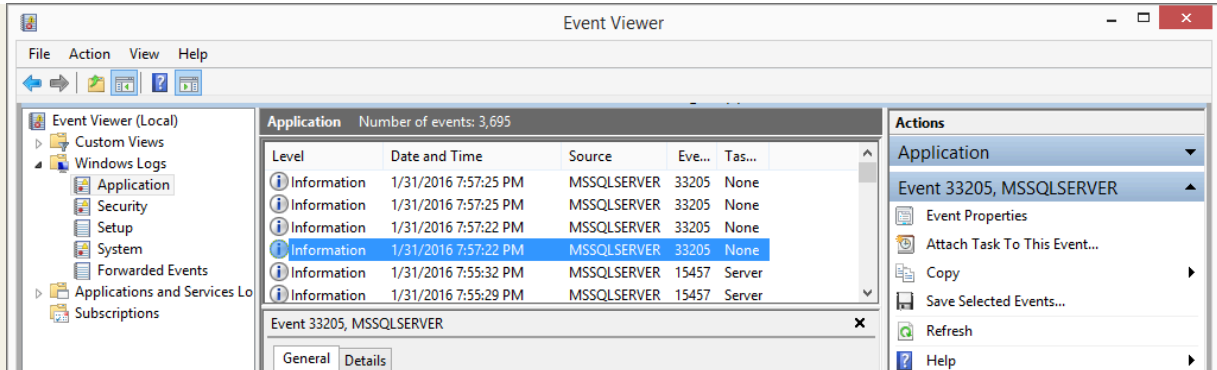 Event Viewer
File Action View Help
Event Viewer (Local)
Custom Views
Windows Logs
Application
Security
Setup
System
Forwarded Events
Applications and Services Lo
Subscriptions
Application Number of events: 3,695
Level Date and Time Source Eve... Tas...
Information 1/31/2016 7:57:25 PM MSSQLSERVER 33205 None
Information 1/31/2016 7:57:25 PM MSSQLSERVER 33205 None
Information 1/31/2016 7:57:22 PM MSSQLSERVER 33205 None
Information 1/31/2016 7:57:22 PM MSSQLSERVER 33205 None
Information 1/31/2016 7:55:32 PM MSSQLSERVER 15457 Server
Information 1/31/2016 7:55:29 PM MSSQLSERVER 15457 Server
Event 33205, MSSQLSERVER
General Details
Actions
Application
Event 33205, MSSQLSERVER
Event Properties
Attach Task To This Event...
Copy
Save Selected Events...
Refresh
Help